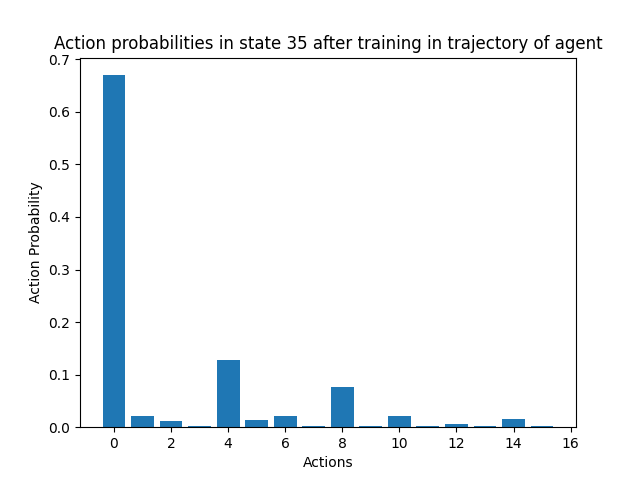 Action probabilities in state 35 after training in trajectory of agent
0.7
0.6
0.5
0.4
0.3
0.2
0.1
0.0
Action Probability
0 2 4 6 8 10 12 14 16
Actions